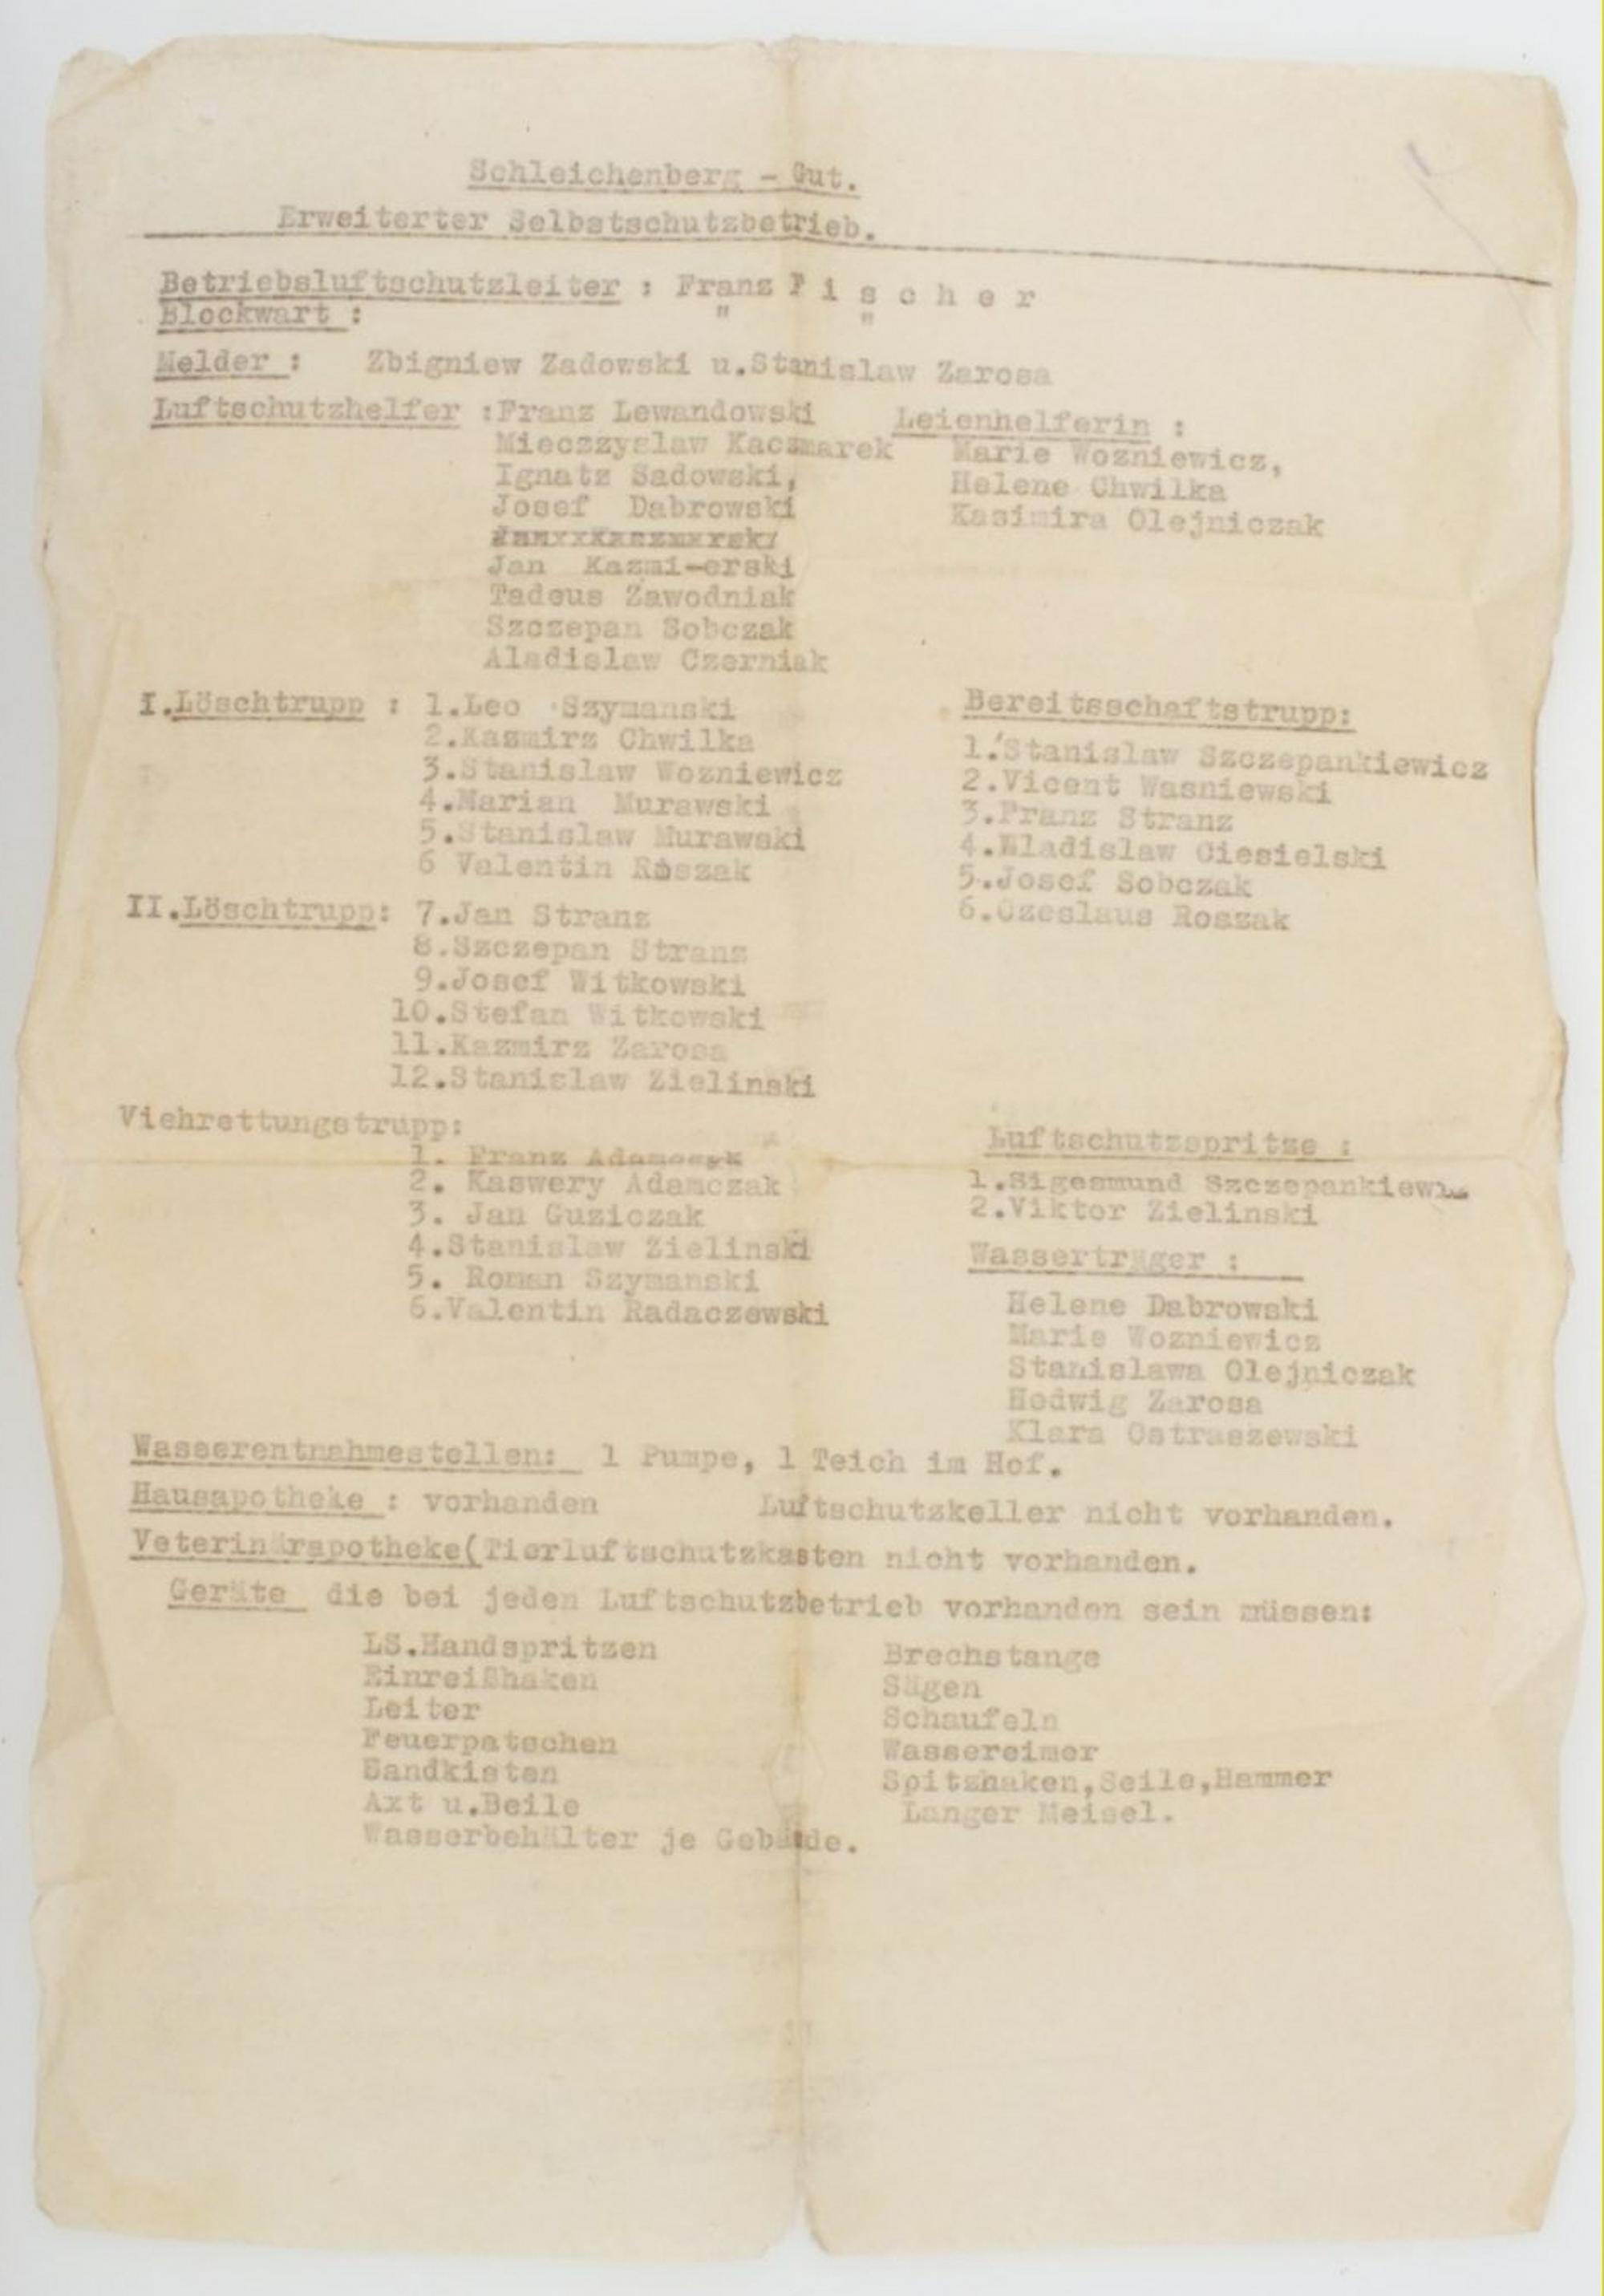 Schleichenberg - Gut.
Erweiterter Selbstschutzbetrieb.
Betriebsluftschutzleiter : Franz F i s c h e r
Blockwart : " "
Melder : Zbigniew Zadowski u.Stanislaw Zarosa
Luftschutzhelfer :Franz Lewandowski
Mieczzyslaw Kaczmarek
Ignatz Sadowski,
Josef Dabrowski
Jan Kazmi-erski
Tadeus Zawodniak
Szczepan Sobczak
Aladislaw Czerniak
Leienhelferin :
Marie Wozniewicz,
Helene Chwilka
Kasimira Olejniczak
I.Löschtrupp : 1.Leo Szymanski
2.Kasmirz Chwilka
3.Stanislaw Wozniewicz
4.Marian Murawski
5.Stanislaw Murawski
6 Valentin Roszak
Bereitsschaftstrupp:
1.Stanislaw Szczepankiewicz
2.Vicent Wasniewski
3.Franz Stranz
4.Wladislaw Ciesielski
5.Josef Sobczak
6.Czeslaus Roszak
II.Löschtrupp: 7.Jan Stranz
8.Szczepan Stranz
9.Josef Witkowski
10.Stefan Witkowski
11.Kazmirz Zarosa
12.Stanislaw Zielinski
Viehrettungstrupp:
1. Franz Adamczyk
2. Kaswery Adamczak
3. Jan Guziczak
4.Stanislaw Zielinski
5. Roman Szymanski
6.Valentin Radaczewski
Luftschutzspritze :
1.Sigesmund
2.Viktor Zielinski
Wasserträger :
Helene Dabrowski
Marie Wozniewicz
Stanislawa Olejniczak
Hedwig Zarosa
Klara Ostraszewski
Wasserentnahmestellen: 1 Pumpe, 1 Teich im Hof.
Hausapotheke : vorhanden Luftschutzkeller nicht vorhanden.
Veterinärapotheke(Tierluftschutzkasten nicht vorhanden.
Geräte die bei jeden Luftschutzbetrieb vorhanden sein müssen:
LS.Handspritzen
Einreißhaken
Leiter
Feuerpatschen
Sandkisten
Axt u.Beile
Wasserbehälter je Gebäude.
Brechstange
Sägen
Schaufeln
Wassereimer
Spitzhaken,Seile,Hammer
Langer Meisel.